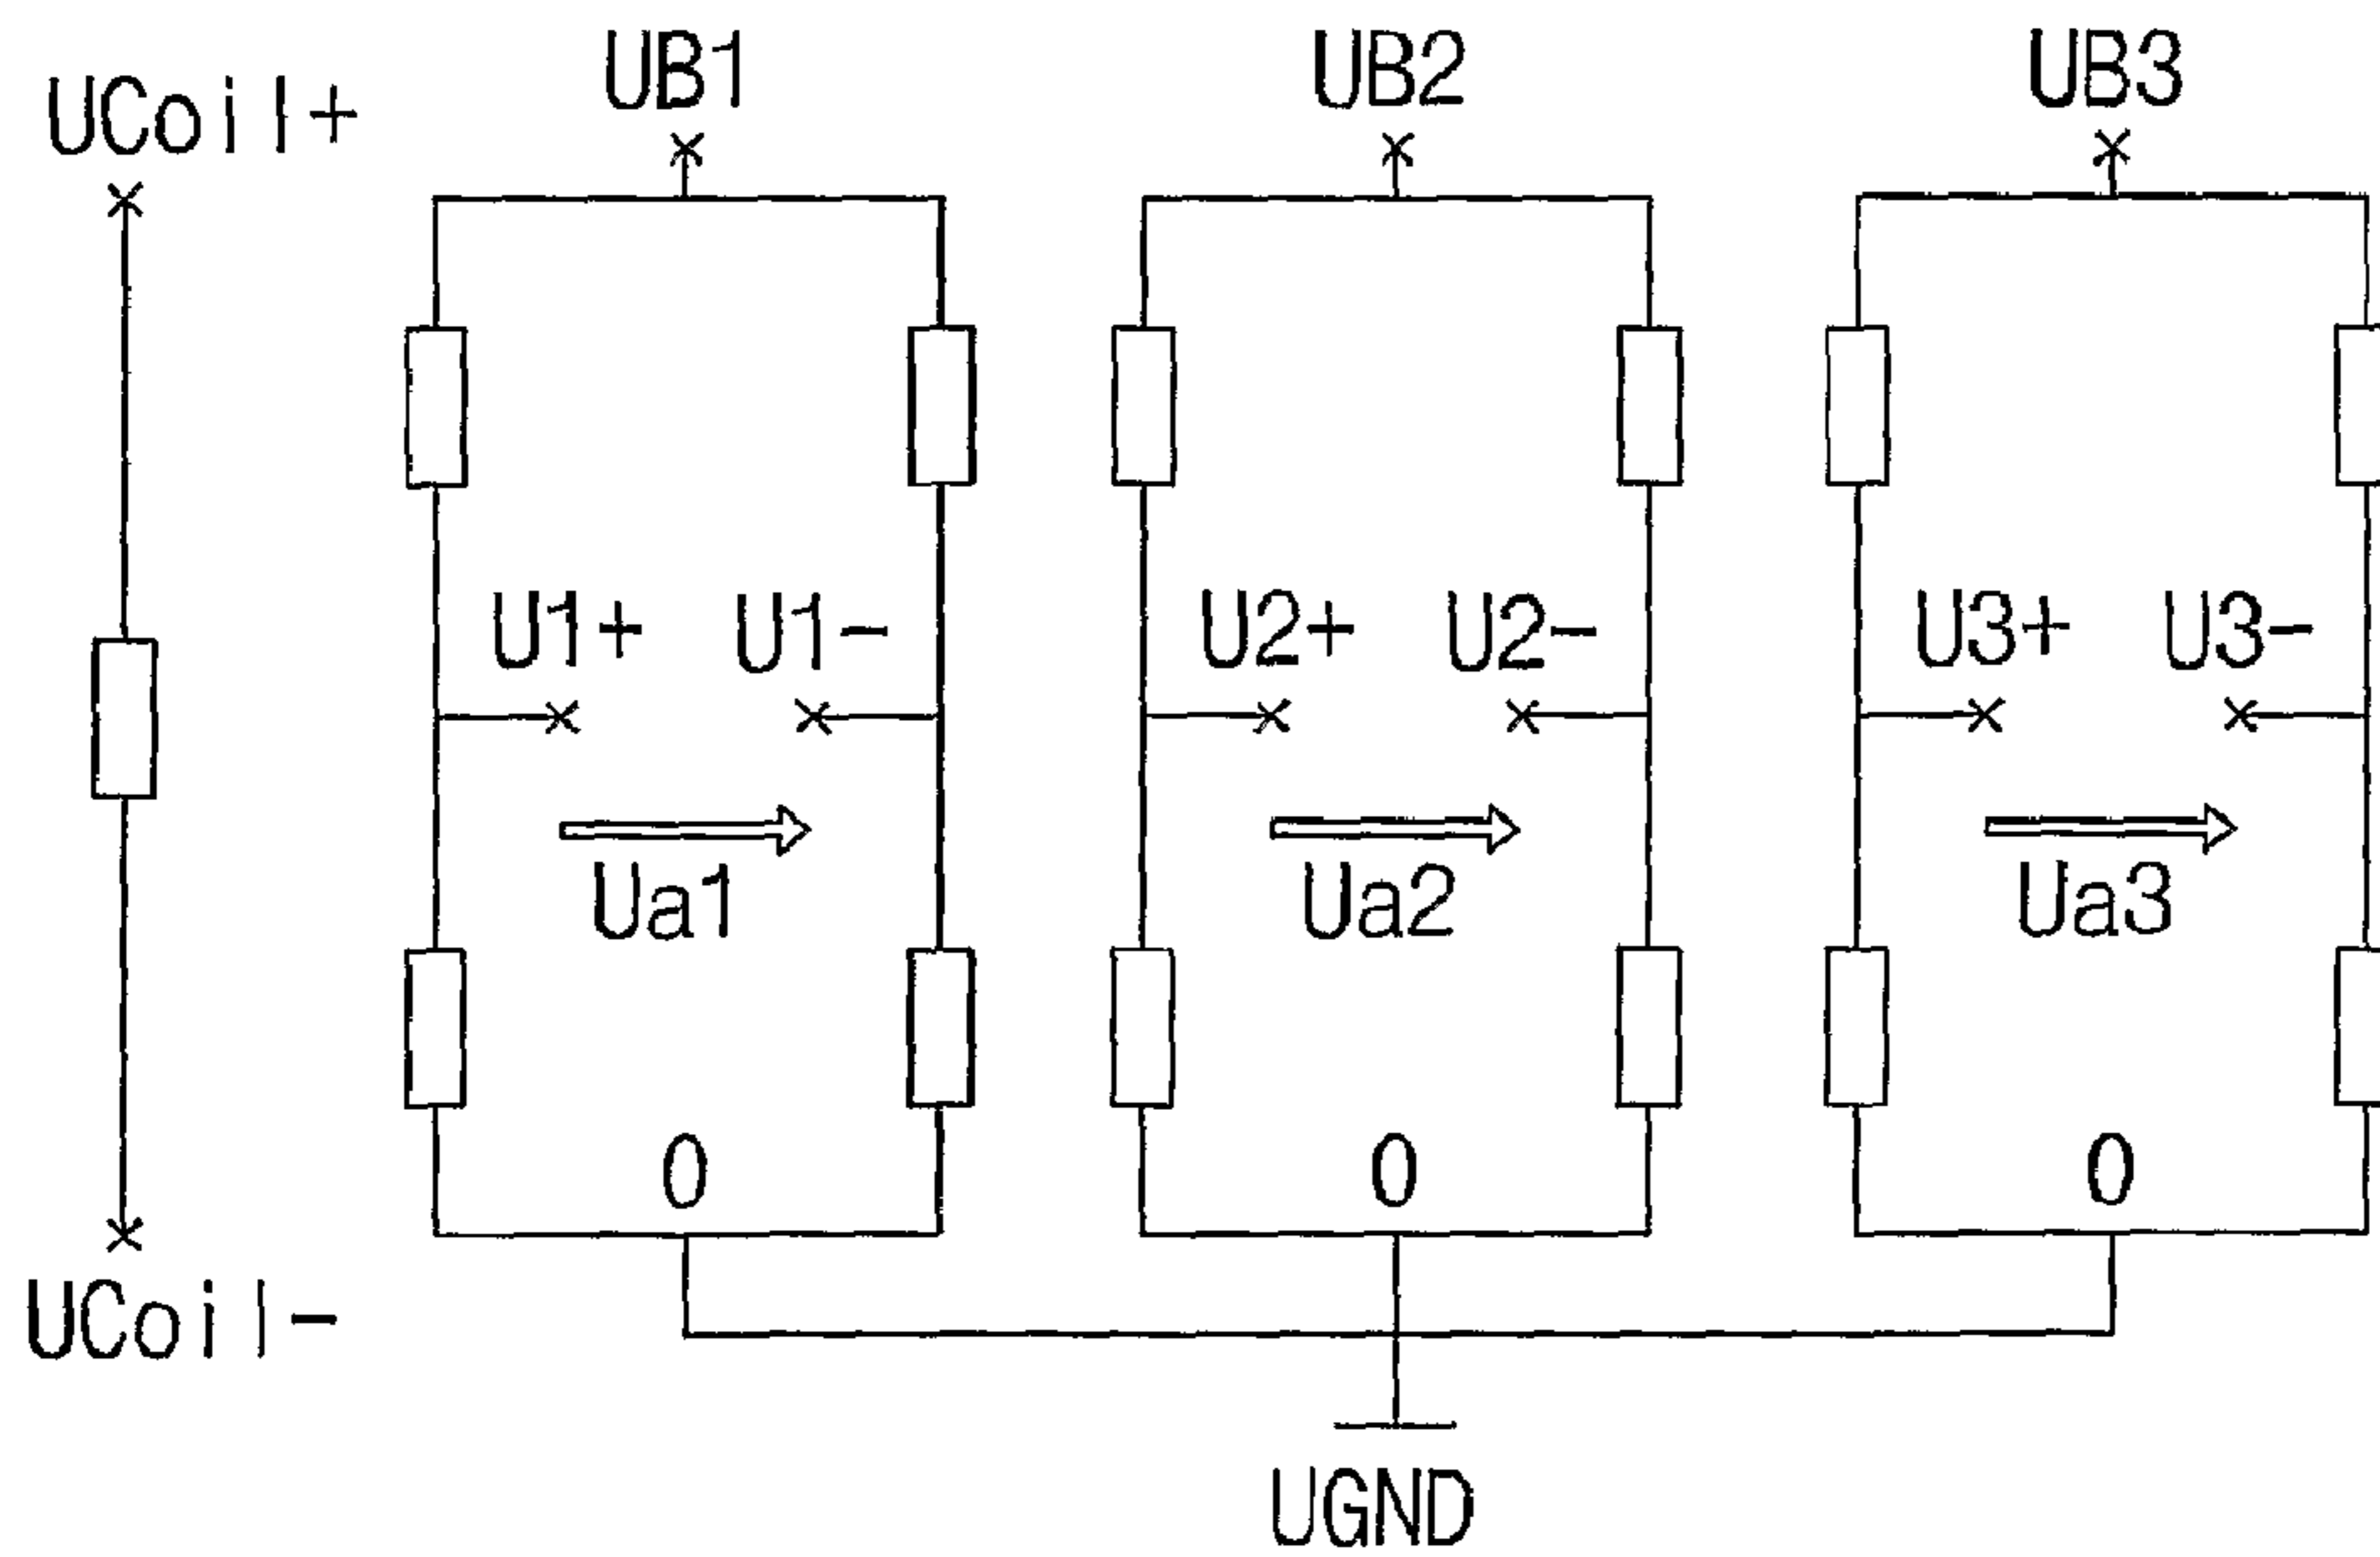 UCoil+ UB1 UB2 UB3
U1+ U1- U2+ U2- U3+ U3-
Ua1 Ua2 Ua3
0 0 0
UCoil-
UGND